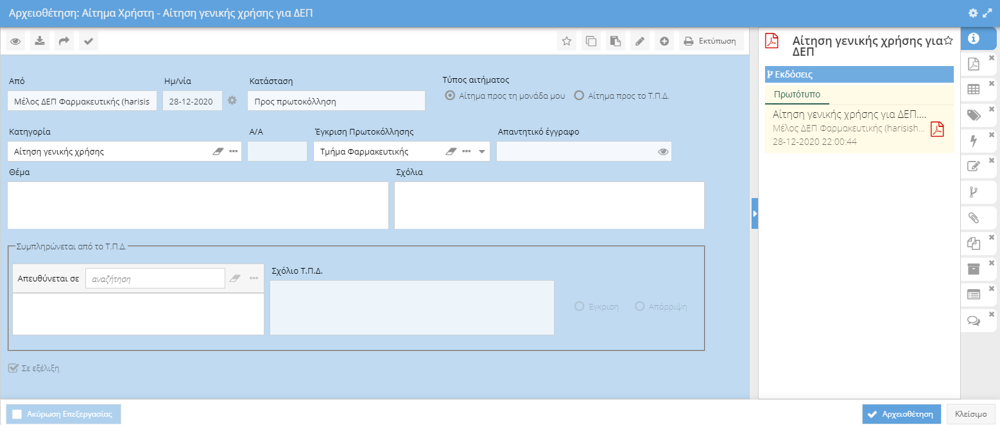 Αρχειοθέτηση: Αίτημα Χρήστη - Αίτηση γενικής χρήσης για ΔΕΠ
Εκτύπωση
Από
Ημ/νία
Κατάσταση
Τύπος αιτήματος
Μέλος ΔΕΠ Φαρμακευτικής (harisis
28-12-2020
Προς πρωτοκόλληση
Αίτημα προς τη μονάδα μου
Αίτημα προς το Τ.Π.Δ.
Κατηγορία
Α/Α
Έγκριση Πρωτοκόλλησης
Απαντητικό έγγραφο
Αίτηση γενικής χρήσης
Τμήμα Φαρμακευτικής
Θέμα
Σχόλια
Συμπληρώνεται από το Τ.Π.Δ.
Απευθύνεται σε
αναζήτηση
Σχόλιο Τ.Π.Δ.
Έγκριση
Απόρριψη
Σε εξέλιξη
Αίτηση γενικής χρήσης για
ΔΕΠ
Εκδόσεις
Πρωτότυπο
Αίτηση γενικής χρήσης για ΔΕΠ....
Μέλος ΔΕΠ Φαρμακευτικής (harisish...
28-12-2020 22:00:44
Ακύρωση Επεξεργασίας
Αρχειοθέτηση
Κλείσιμο